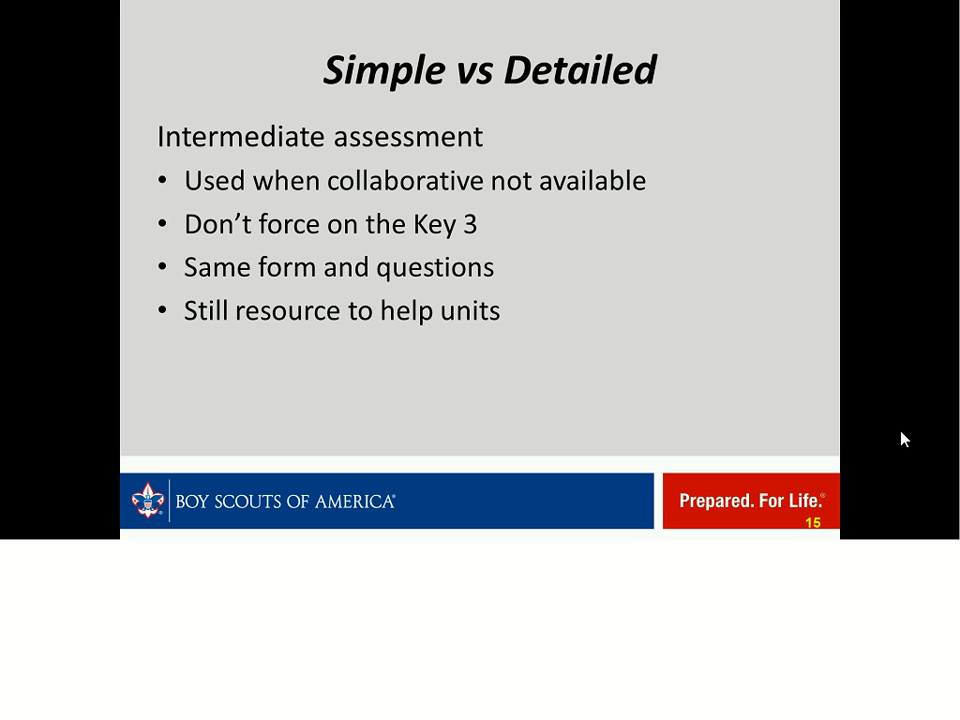 Simple vs Detailed
Intermediate assessment
• Used when collaborative not available
• Don’t force on the Key 3
• Same form and questions
• Still resource to help units
BOY SCOUTS OF AMERICA®
Prepared. For Life.®
15